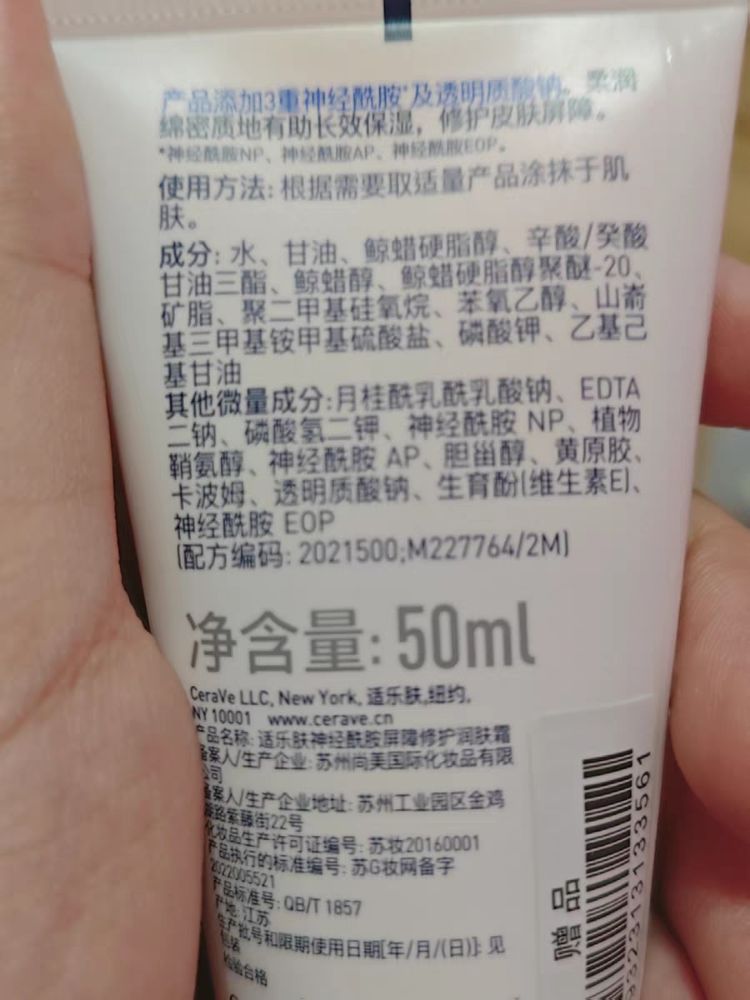 产品添加3重神经酰胺*及透明质酸钠。柔润
绵密质地有助长效保湿，修护皮肤屏障。
*神经酰胺NP、神经酰胺AP、神经酰胺EOP。
使用方法: 根据需要取适量产品涂抹于肌
肤。
成分: 水、甘油、鲸蜡硬脂醇、辛酸/癸酸
甘油三酯、鲸蜡醇、鲸蜡硬脂醇聚醚-20、
矿脂、聚二甲基硅氧烷、苯氧乙醇、山嵛
基三甲基铵甲基硫酸盐、磷酸钾、乙基己
基甘油
其他微量成分:月桂酰乳酰乳酸钠、EDTA
二钠、磷酸氢二钾、神经酰胺 NP、植物
鞘氨醇、神经酰胺 AP、胆甾醇、黄原胶、
卡波姆、透明质酸钠、生育酚(维生素E)、
神经酰胺 EOP
(配方编码: 2021500;M227764/2M)
净含量: 50ml
CeraVe LLC, New York, 适乐肤,纽约,
NY 10001 www.cerave.cn
产品名称: 适乐肤神经酰胺屏障修护润肤霜
备案人/生产企业: 苏州尚美国际化妆品有限
公司
备案人/生产企业地址: 苏州工业园区金鸡
湖路紫藤街22号
化妆品生产许可证编号: 苏妆20160001
产品执行的标准编号: 苏G妆网备字
2022005521
产品标准号: QB/T 1857
产地: 江苏
生产批号和限期使用日期[年/月/(日)]: 见
包装
检验合格
赠品